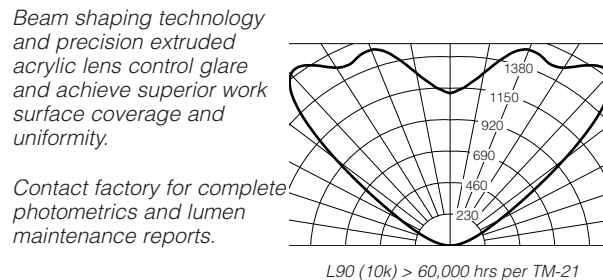 Beam shaping technology
and precision extruded
acrylic lens control glare
and achieve superior work
surface coverage and
uniformity.
Contact factory for complete
photometrics and lumen
maintenance reports.
1380
1150
920
690
460
230
L90 (10k) > 60,000 hrs per TM-21